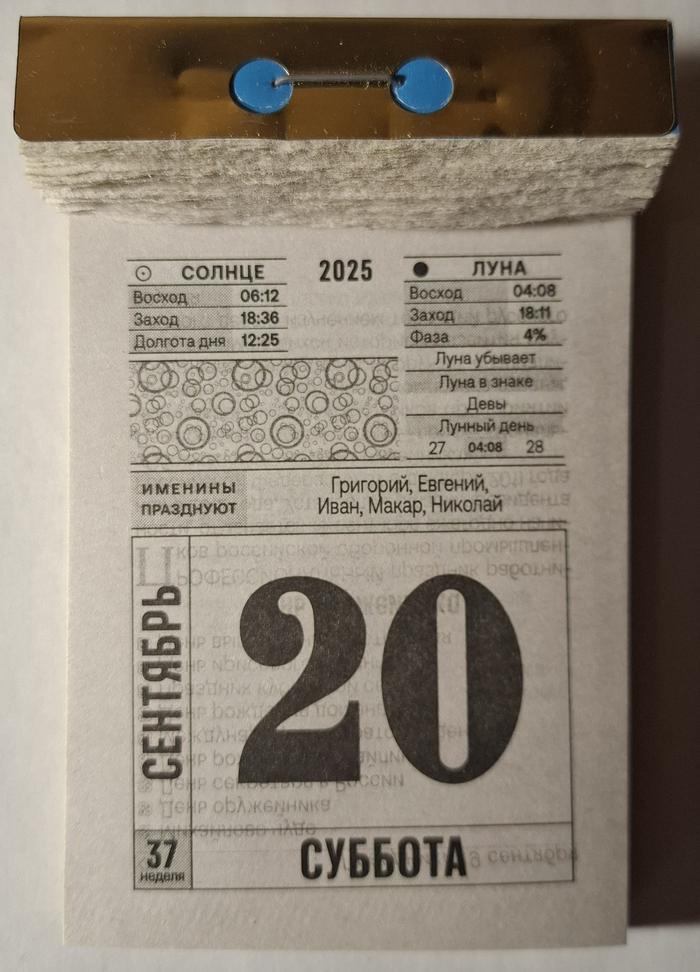 СОЛНЦЕ
Восход 06:12
Заход 18:36
Долгота дня 12:25
2025
ЛУНА
Восход 04:08
Заход 18:11
Фаза 4%
Луна убывает
Луна в знаке
Девы
Лунный день
27 04:08 28
ИМЕНИНЫ
ПРАЗДНУЮТ
Григорий, Евгений,
Иван, Макар, Николай
СЕНТЯБРЬ
20
37
неделя
СУББОТА